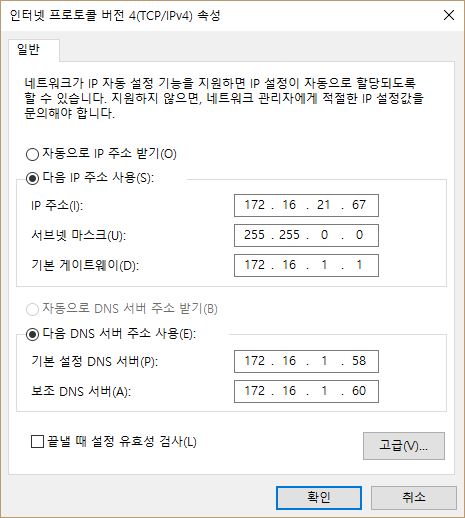 인터넷 프로토콜 버전 4(TCP/IPv4) 속성
일반
네트워크가 IP 자동 설정 기능을 지원하면 IP 설정이 자동으로 할당되도록
할 수 있습니다. 지원하지 않으면, 네트워크 관리자에게 적절한 IP 설정값을
문의해야 합니다.
자동으로 IP 주소 받기(O)
다음 IP 주소 사용(S):
IP 주소(I): 172 . 16 . 21 . 67
서브넷 마스크(U): 255 . 255 . 0 . 0
기본 게이트웨이(D): 172 . 16 . 1 . 1
자동으로 DNS 서버 주소 받기(B)
다음 DNS 서버 주소 사용(E):
기본 설정 DNS 서버(P): 172 . 16 . 1 . 58
보조 DNS 서버(A): 172 . 16 . 1 . 60
끝낼 때 설정 유효성 검사(L)
고급(V)...
확인 취소